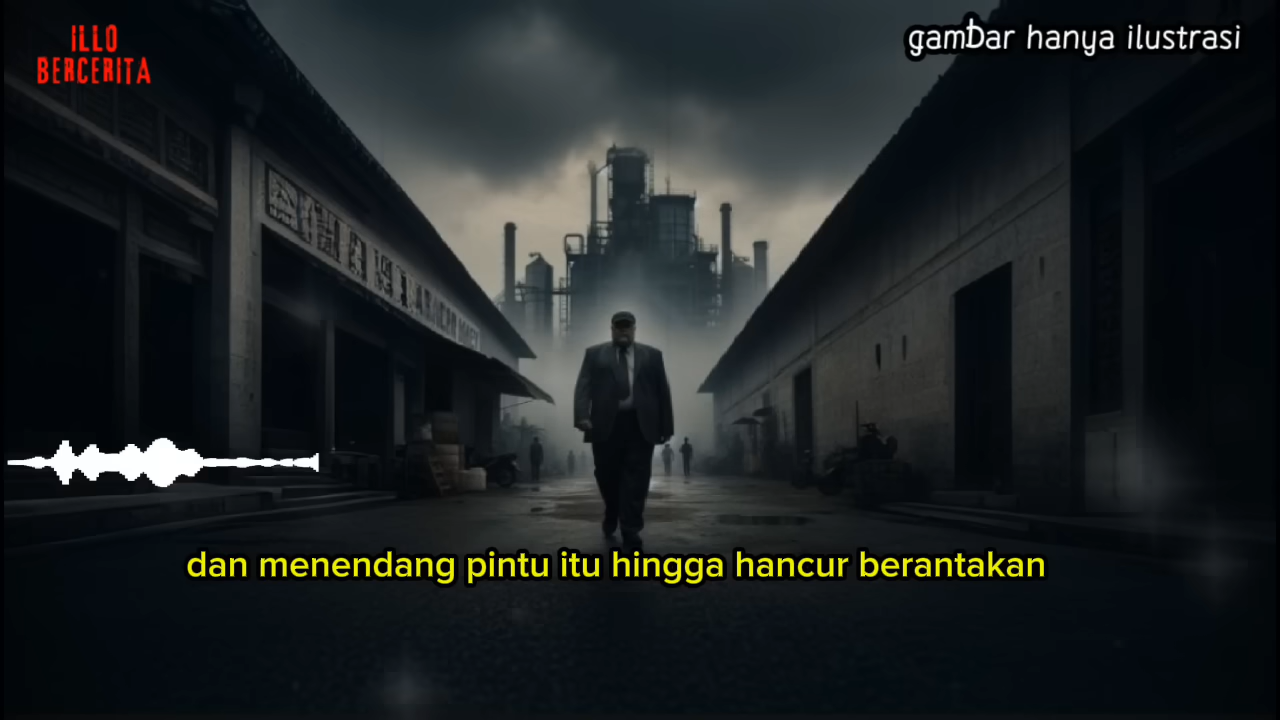 ILLO
BERCERITA
gambar hanya ilustrasi
dan menendang pintu itu hingga hancur berantakan